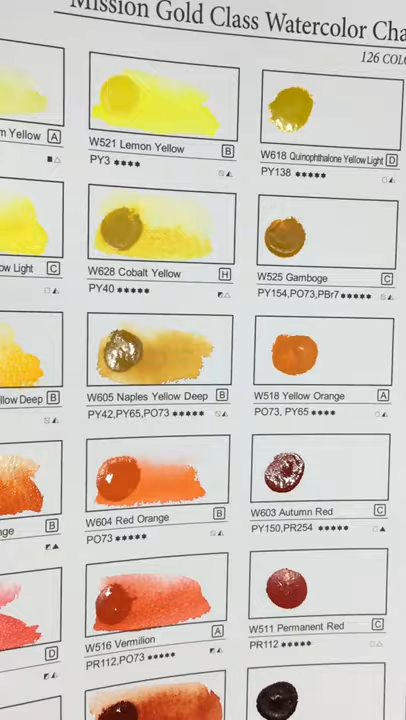 Mission Gold Class Watercolor Cha
126 COLO
m Yellow A
W521 Lemon Yellow B
PY3 ****
W618 Quinophthalone Yellow Light D
PY138 *****
ow Light C
W628 Cobalt Yellow H
PY40 *****
W525 Gamboge C
PY154,PO73,PBr7 *****
llow Deep B
W605 Naples Yellow Deep B
PY42,PY65,PO73 *****
W518 Yellow Orange A
PO73, PY65 ****
nge B
W604 Red Orange B
PO73 *****
W603 Autumn Red C
PY150,PR254 *****
D
W516 Vermilion A
PR112,PO73 *****
W511 Permanent Red C
PR112 *****